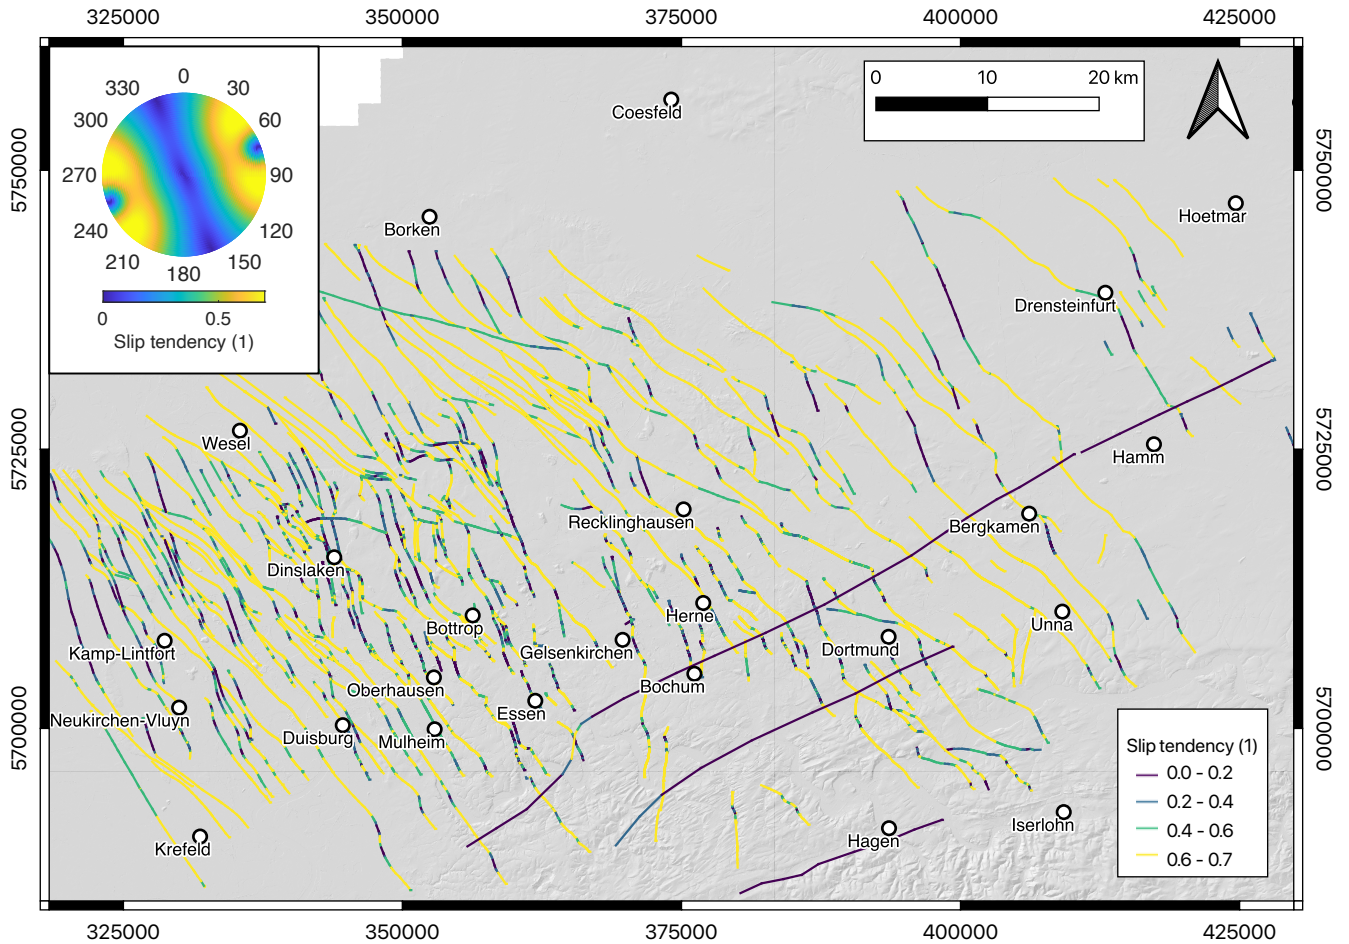 325000 350000 375000 400000 425000
0
330 30
300 60
270 90
240 120
210 150
180
0 0.5
Slip tendency (1)
0 10 20 km
5750000
5750000
5725000
5725000
5700000
5700000
Coesfeld
Hoetmar
Borken
Drensteinfurt
Wesel
Hamm
Recklinghausen
Bergkamen
Dinslaken
Herne
Bottrop
Unna
Kamp-Lintfort
Gelsenkirchen
Dortmund
Oberhausen
Bochum
Neukirchen-Vluyn
Essen
Duisburg
Mulheim
Krefeld
Hagen
Iserlohn
Slip tendency (1)
0.0 - 0.2
0.2 - 0.4
0.4 - 0.6
0.6 - 0.7
325000 350000 375000 400000 425000